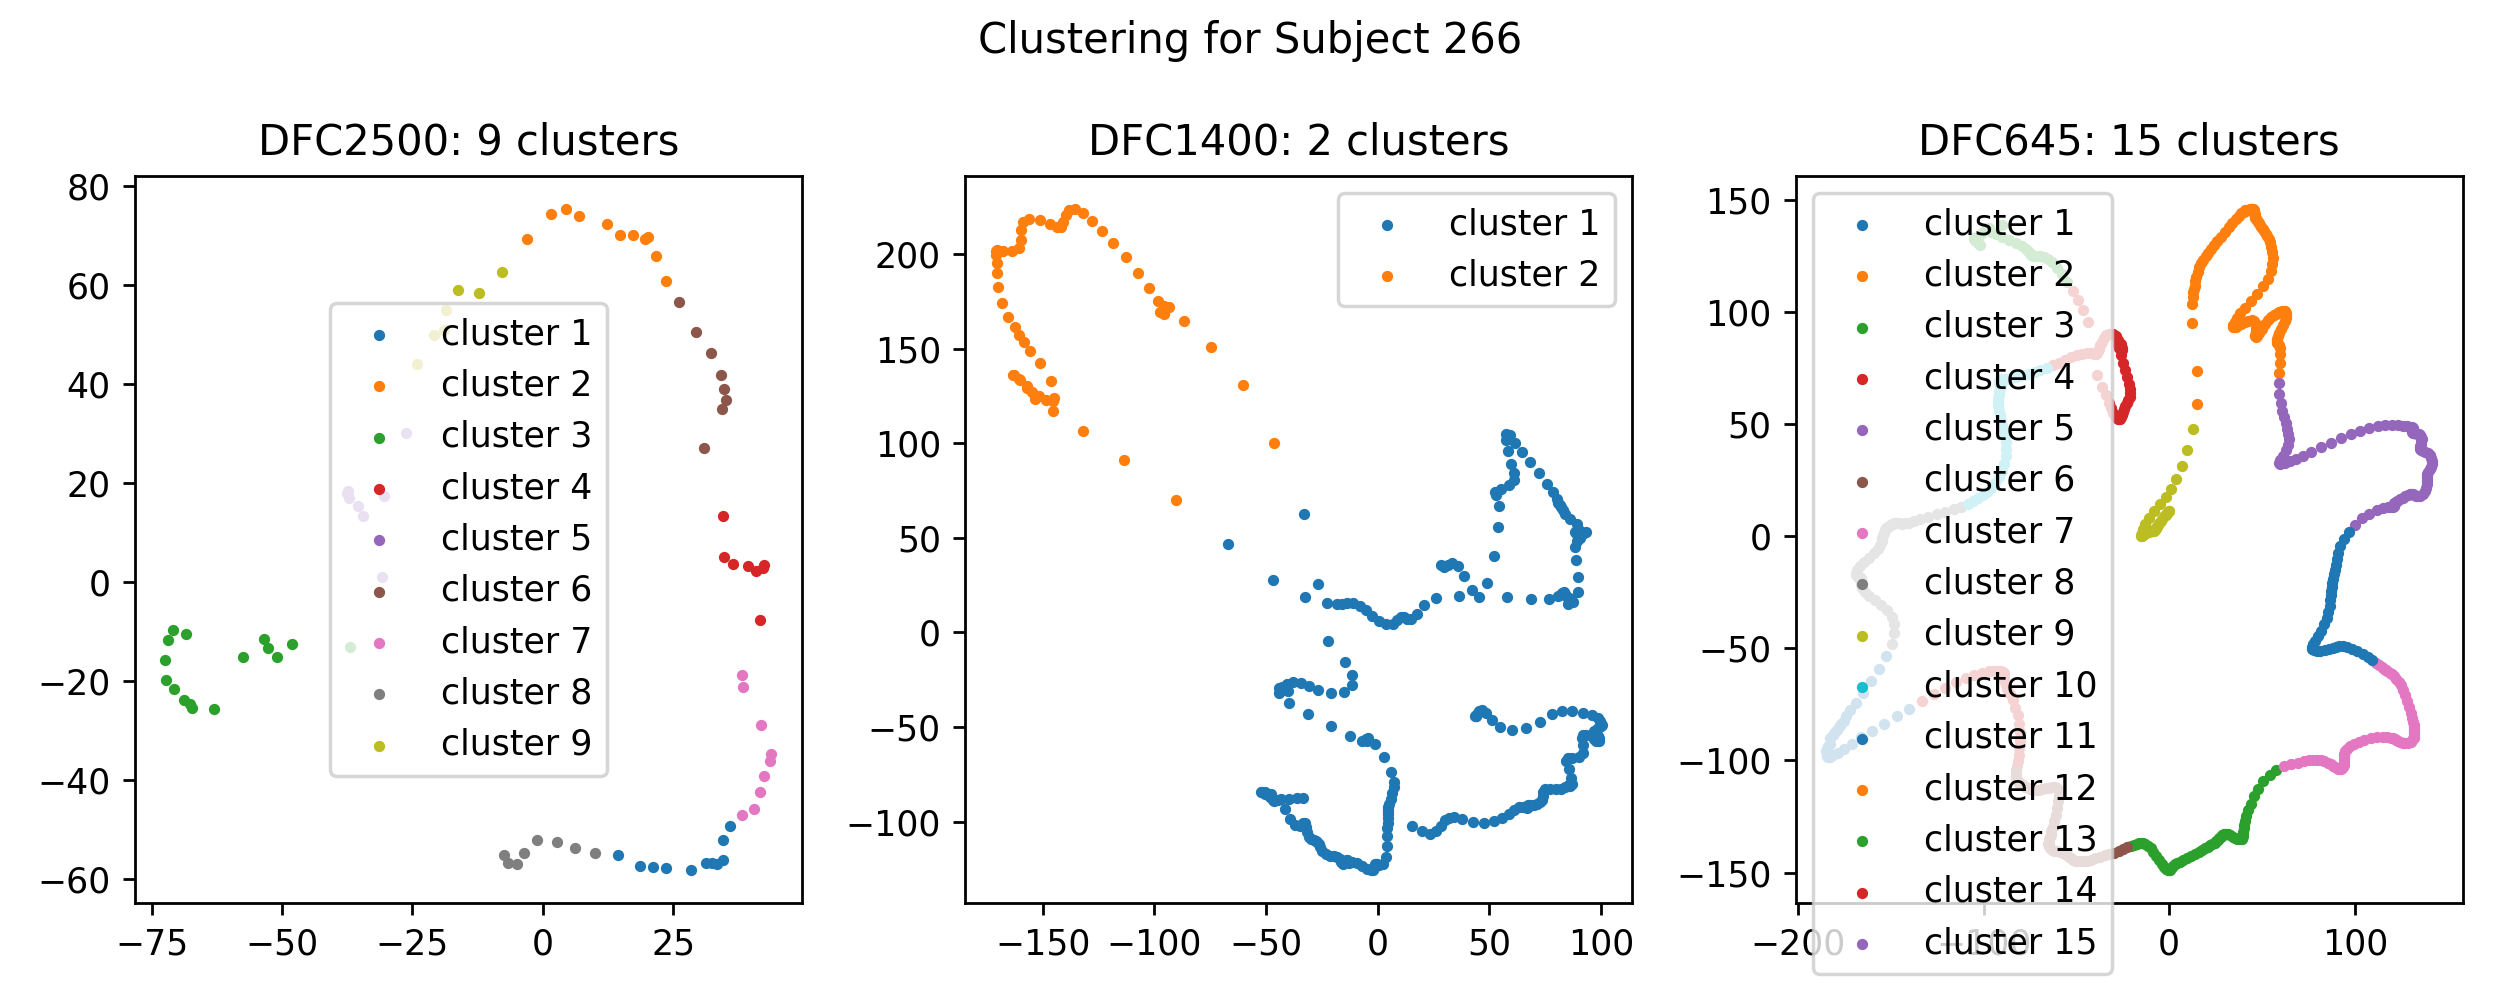 Clustering for Subject 266
DFC2500: 9 clusters
80
60
40
20
0
−20
−40
−60
−75
−50
−25
0
25
cluster 1
cluster 2
cluster 3
cluster 4
cluster 5
cluster 6
cluster 7
cluster 8
cluster 9
DFC1400: 2 clusters
200
150
100
50
0
−50
−100
−150
−100
−50
0
50
100
cluster 1
cluster 2
DFC645: 15 clusters
150
100
50
0
−50
−100
−150
−200
−100
0
100
cluster 1
cluster 2
cluster 3
cluster 4
cluster 5
cluster 6
cluster 7
cluster 8
cluster 9
cluster 10
cluster 11
cluster 12
cluster 13
cluster 14
cluster 15